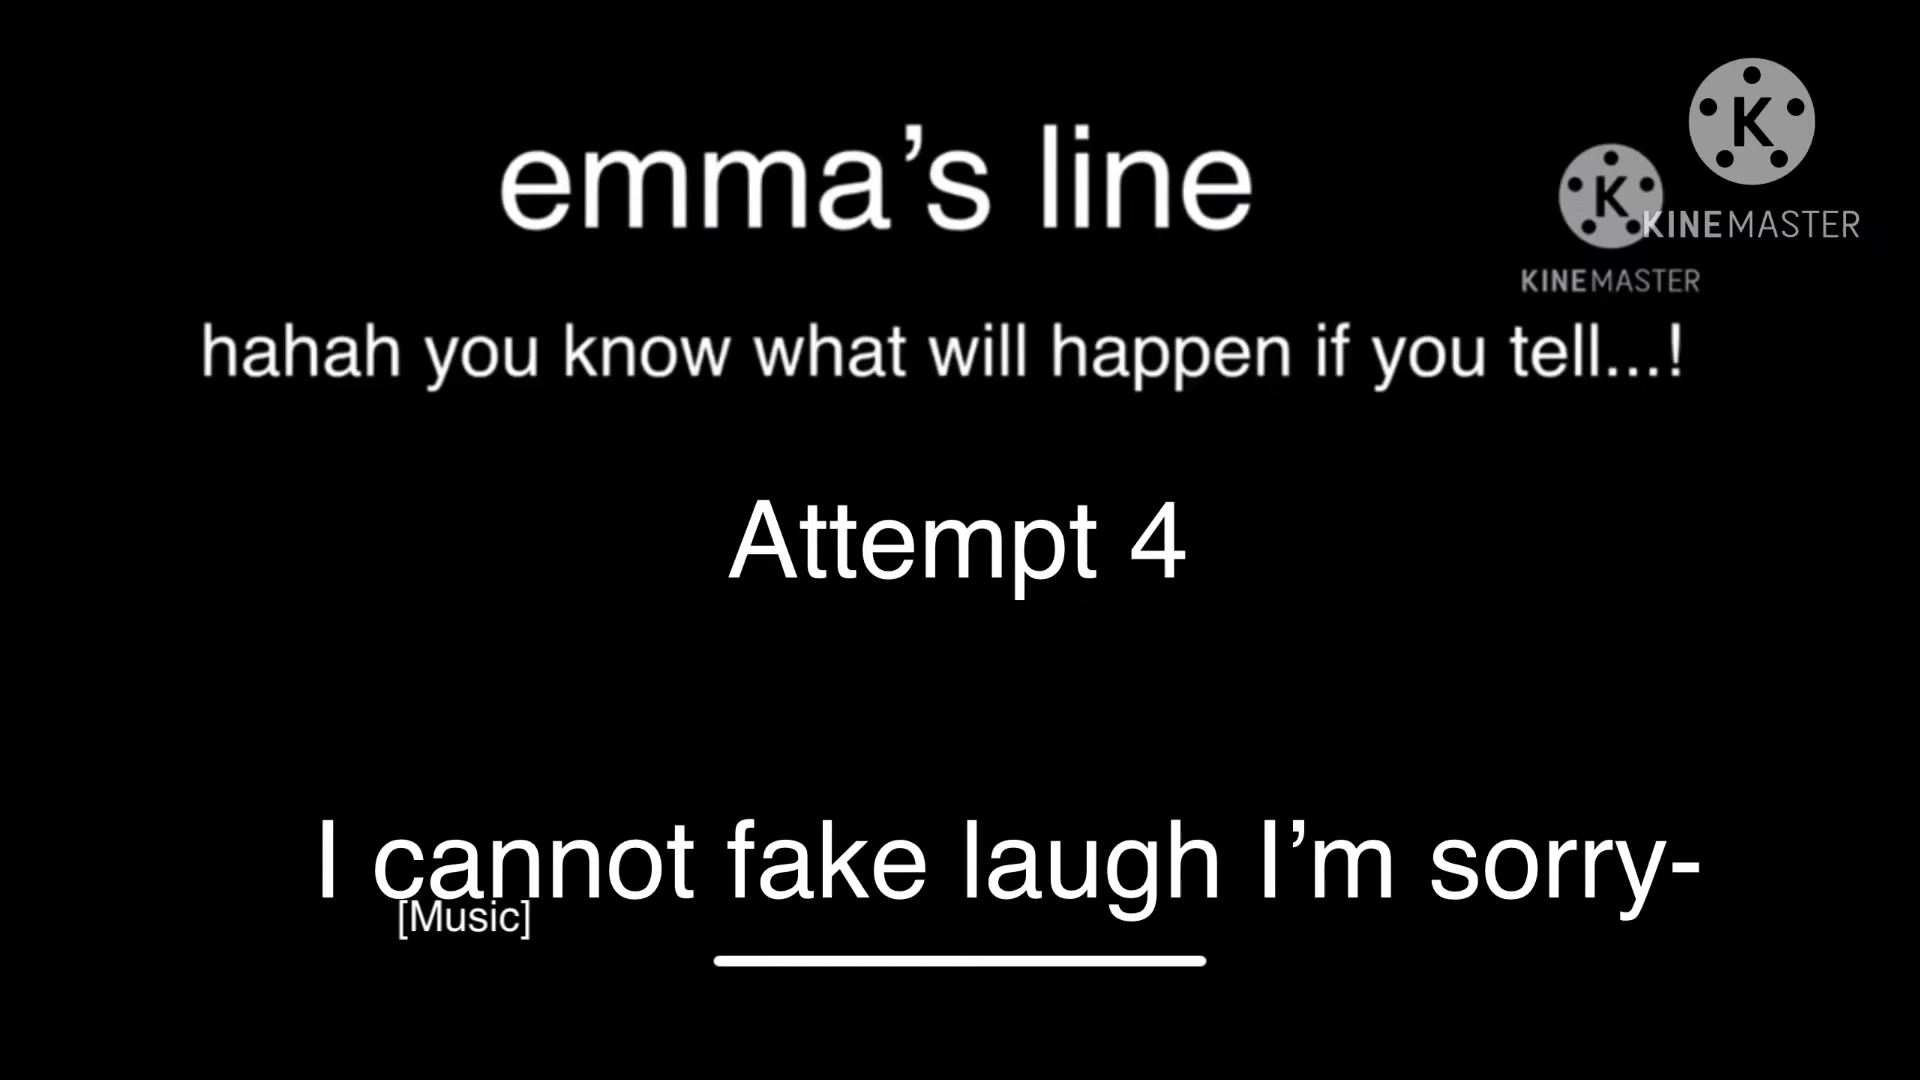 emma’s line
K
K
KINEMASTER
KINEMASTER
hahah you know what will happen if you tell...!
Attempt 4
I cannot fake laugh I’m sorry-
[Music]